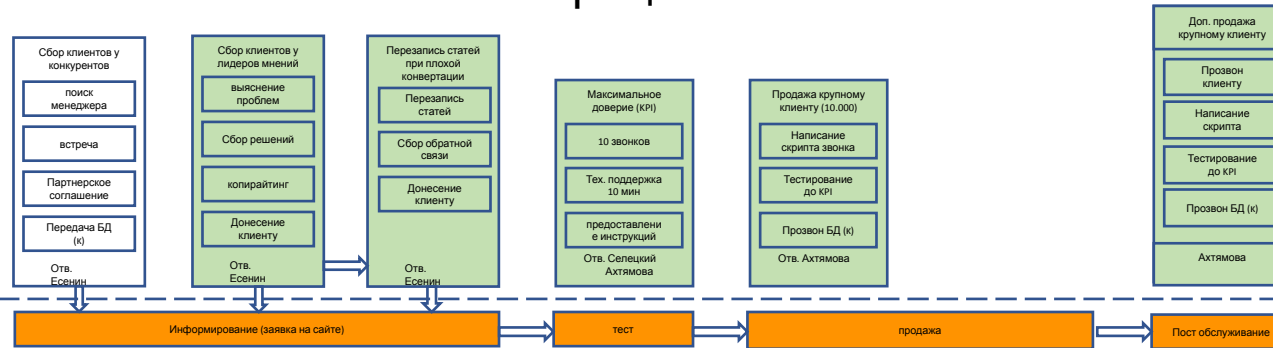 Сбор клиентов у
конкурентов
поиск
менеджера
встреча
Партнерское
соглашение
Передача БД
(к)
Отв.
Есенин
Сбор клиентов у
лидеров мнений
выяснение
проблем
Сбор решений
копирайтинг
Донесение
клиенту
Отв.
Есенин
Перезапись статей
при плохой
конвертации
Перезапись
статей
Сбор обратной
связи
Донесение
клиенту
Отв.
Есенин
Максимальное
доверие (KPI)
10 звонков
Тех. поддержка
10 мин
предоставлени
е инструкций
Отв. Селецкий
Ахтямова
Продажа крупному
клиенту (10.000)
Написание
скрипта звонка
Тестирование
до KPI
Прозвон БД (к)
Отв. Ахтямова
Доп. продажа
крупному клиенту
Прозвон
клиенту
Написание
скрипта
Тестирование
до KPI
Прозвон БД (к)
Ахтямова
Информирование (заявка на сайте)
тест
продажа
Пост обслуживание